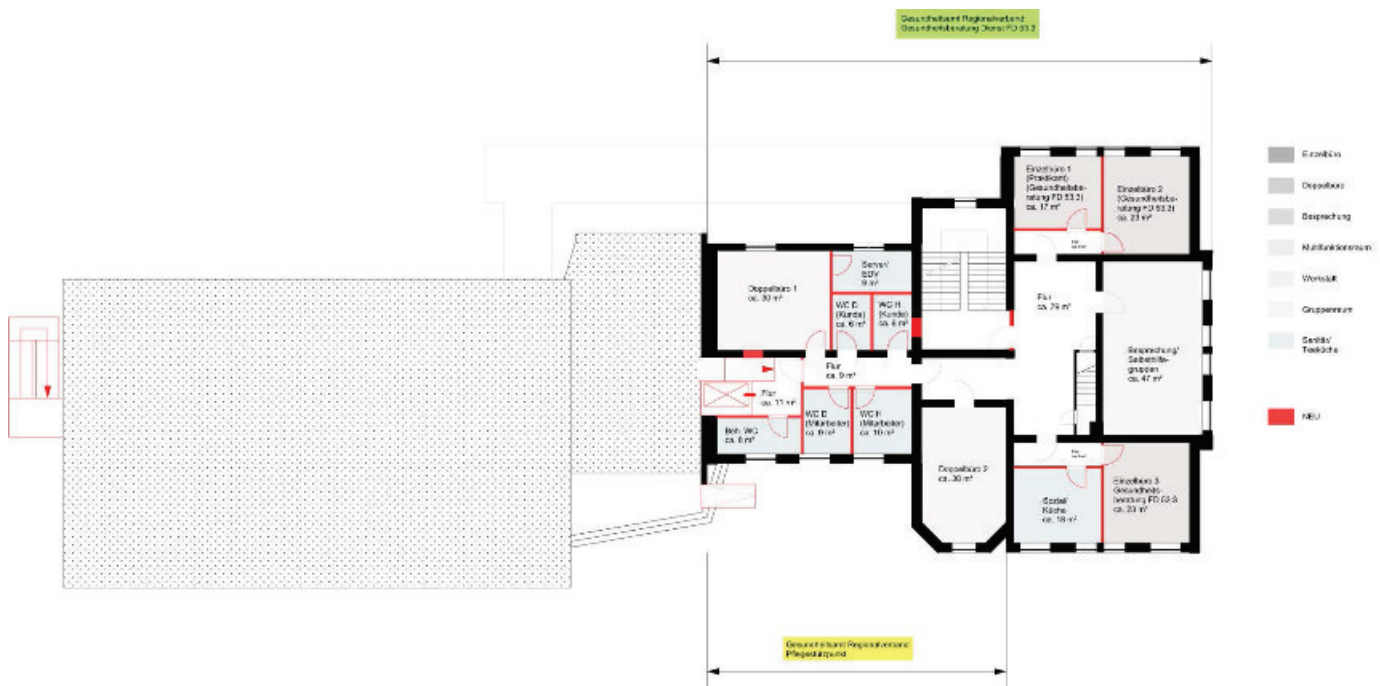 Gesundheitsamt Regionalverband
Gesundheitsberatung Dienst FD 53.3
Einzelbüro 1
(Praktikant)
(Gesundheitsbe-
ratung FD 53.3)
ca. 17 m²
Einzelbüro 2
(Gesundheitsbe-
ratung FD 53.3)
ca. 23 m²
Einzelbüro
Doppelbüro
Besprechung
Multifunktionsraum
Werkstatt
Gruppenraum
Sanitär/
Teeküche
NEU
Doppelbüro 1
ca. 30 m²
Server/
EDV
9 m²
WC D
(Kunde)
ca. 6 m²
WC H
(Kunde)
ca. 6 m²
Flur
ca. 79 m²
Besprechung/
Selbsthilfe-
gruppen
ca. 47 m²
Flur
ca. 9 m²
Flur
ca. 11 m²
Beh. WC
ca. 8 m²
WC D
(Mitarbeiter)
ca. 9 m²
WC H
(Mitarbeiter)
ca. 10 m²
Doppelbüro 2
ca. 30 m²
Sozial/
Küche
ca. 18 m²
Einzelbüro 3
Gesundheits
beratung FD 53.3
ca. 23 m²
Gesundheitsamt Regionalverband
Pflegestützpunkt